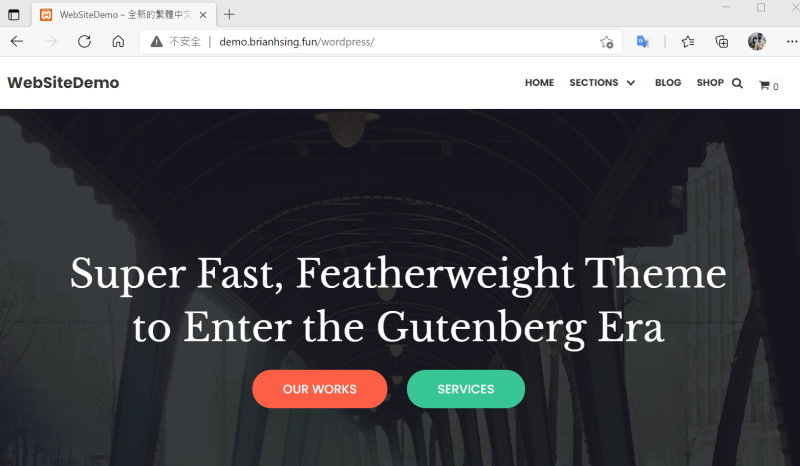 WebSiteDemo – 全新的繁體中文
不安全
demo.brianhsing.fun/wordpress/
WebSiteDemo
HOME
SECTIONS
BLOG
SHOP
0
Super Fast, Featherweight Theme
to Enter the Gutenberg Era
OUR WORKS
SERVICES